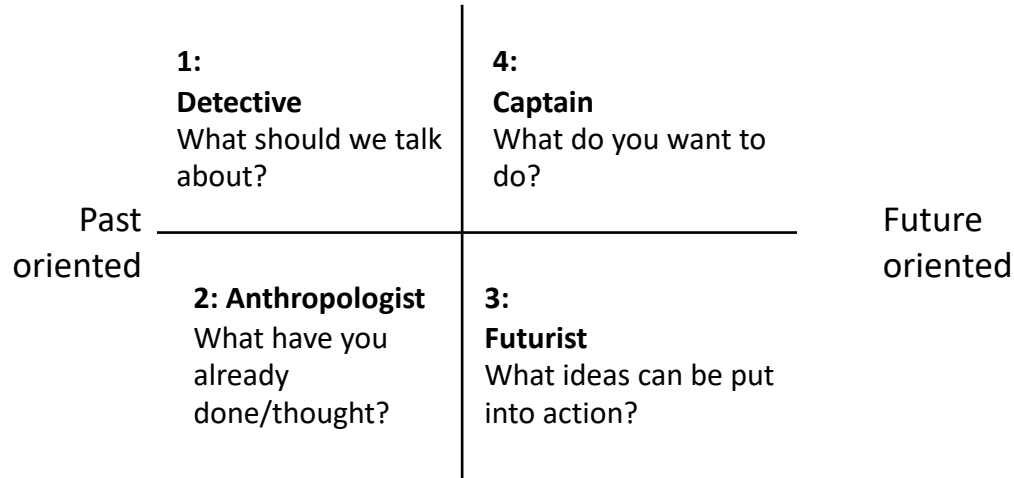 1:
Detective
What should we talk
about?
4:
Captain
What do you want to
do?
Past
oriented
Future
oriented
2: Anthropologist
What have you
already
done/thought?
3:
Futurist
What ideas can be put
into action?